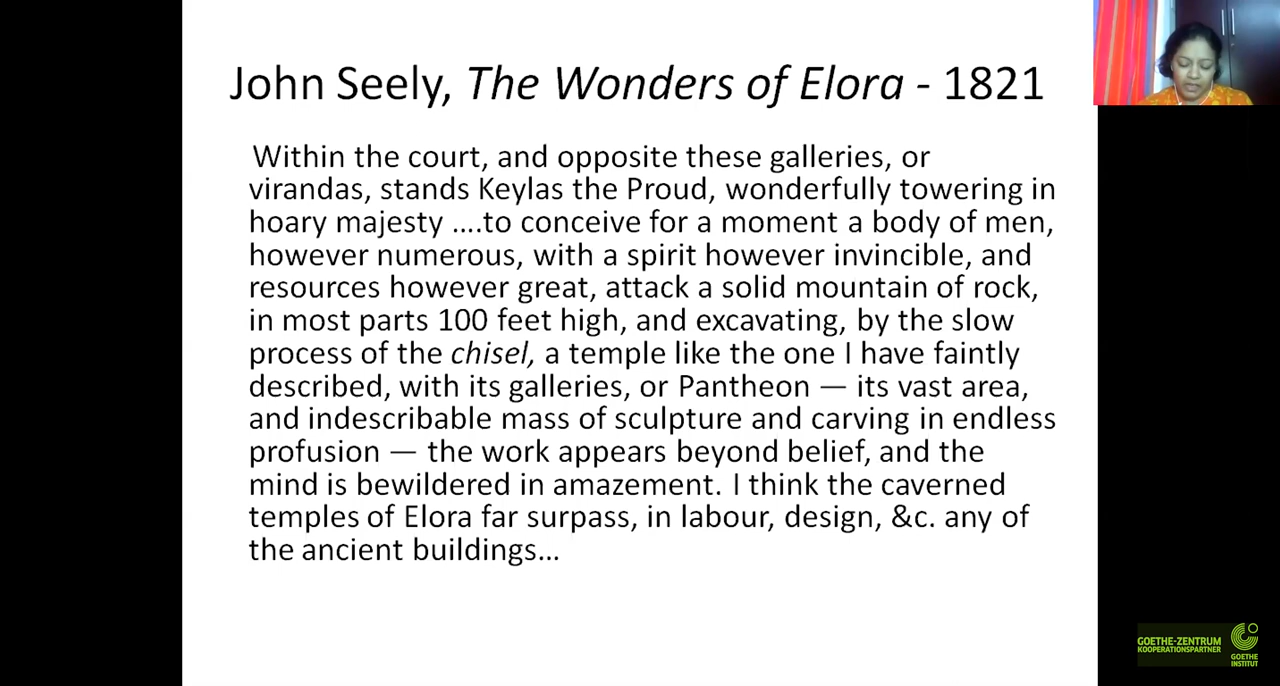 John Seely, The Wonders of Elora - 1821
Within the court, and opposite these galleries, or
virandas, stands Keylas the Proud, wonderfully towering in
hoary majesty ....to conceive for a moment a body of men,
however numerous, with a spirit however invincible, and
resources however great, attack a solid mountain of rock,
in most parts 100 feet high, and excavating, by the slow
process of the chisel, a temple like the one I have faintly
described, with its galleries, or Pantheon — its vast area,
and indescribable mass of sculpture and carving in endless
profusion — the work appears beyond belief, and the
mind is bewildered in amazement. I think the caverned
temples of Elora far surpass, in labour, design, &c. any of
the ancient buildings...
GOETHE-ZENTRUM
KOOPERATIONSPARTNER
GOETHE
INSTITUT